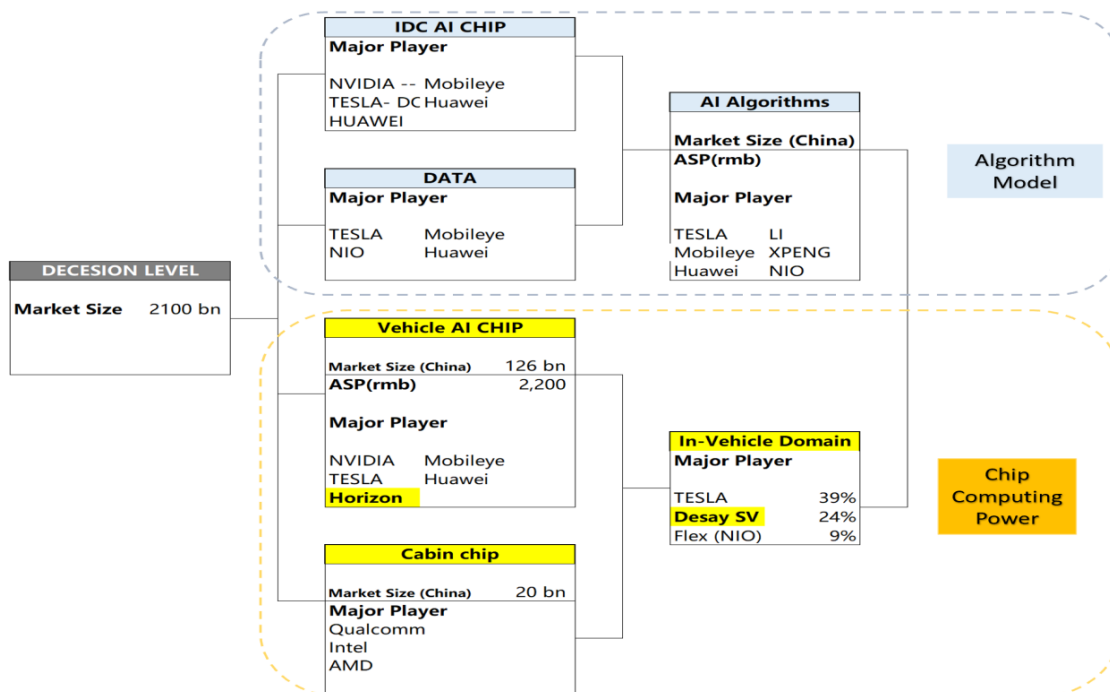 IDC AI CHIP
Major Player
NVIDIA -- Mobileye
TESLA- DC Huawei
HUAWEI
DATA
Major Player
TESLA Mobileye
NIO Huawei
AI Algorithms
Market Size (China)
ASP(rmb)
Major Player
TESLA LI
Mobileye XPENG
Huawei NIO
Algorithm
Model
DECESION LEVEL
Market Size 2100 bn
Vehicle AI CHIP
Market Size (China) 126 bn
ASP(rmb) 2,200
Major Player
NVIDIA Mobileye
TESLA Huawei
Horizon
Cabin chip
Market Size (China) 20 bn
Major Player
Qualcomm
Intel
AMD
In-Vehicle Domain
Major Player
TESLA 39%
Desay SV 24%
Flex (NIO) 9%
Chip
Computing
Power